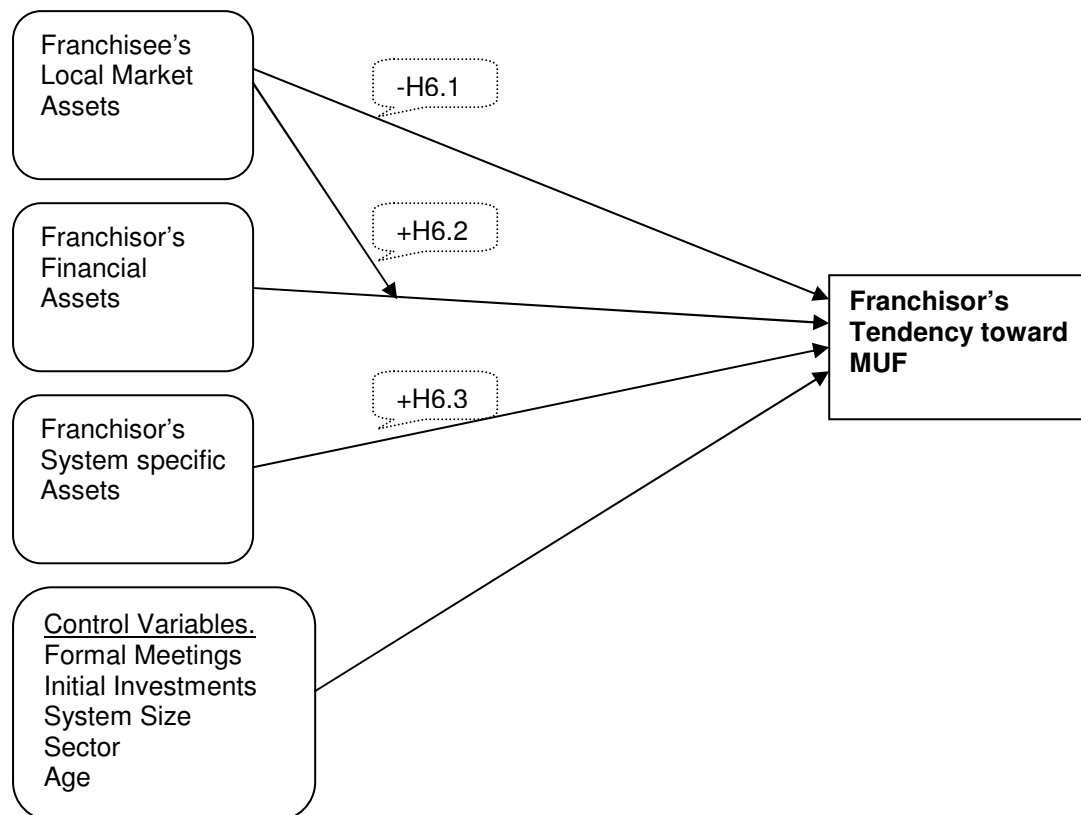 Franchisee's
Local Market
Assets
-H6.1
+H6.2
Franchisor's
Financial
Assets
Franchisor's
Tendency toward
MUF
+H6.3
Franchisor's
System specific
Assets
Control Variables.
Formal Meetings
Initial Investments
System Size
Sector
Age